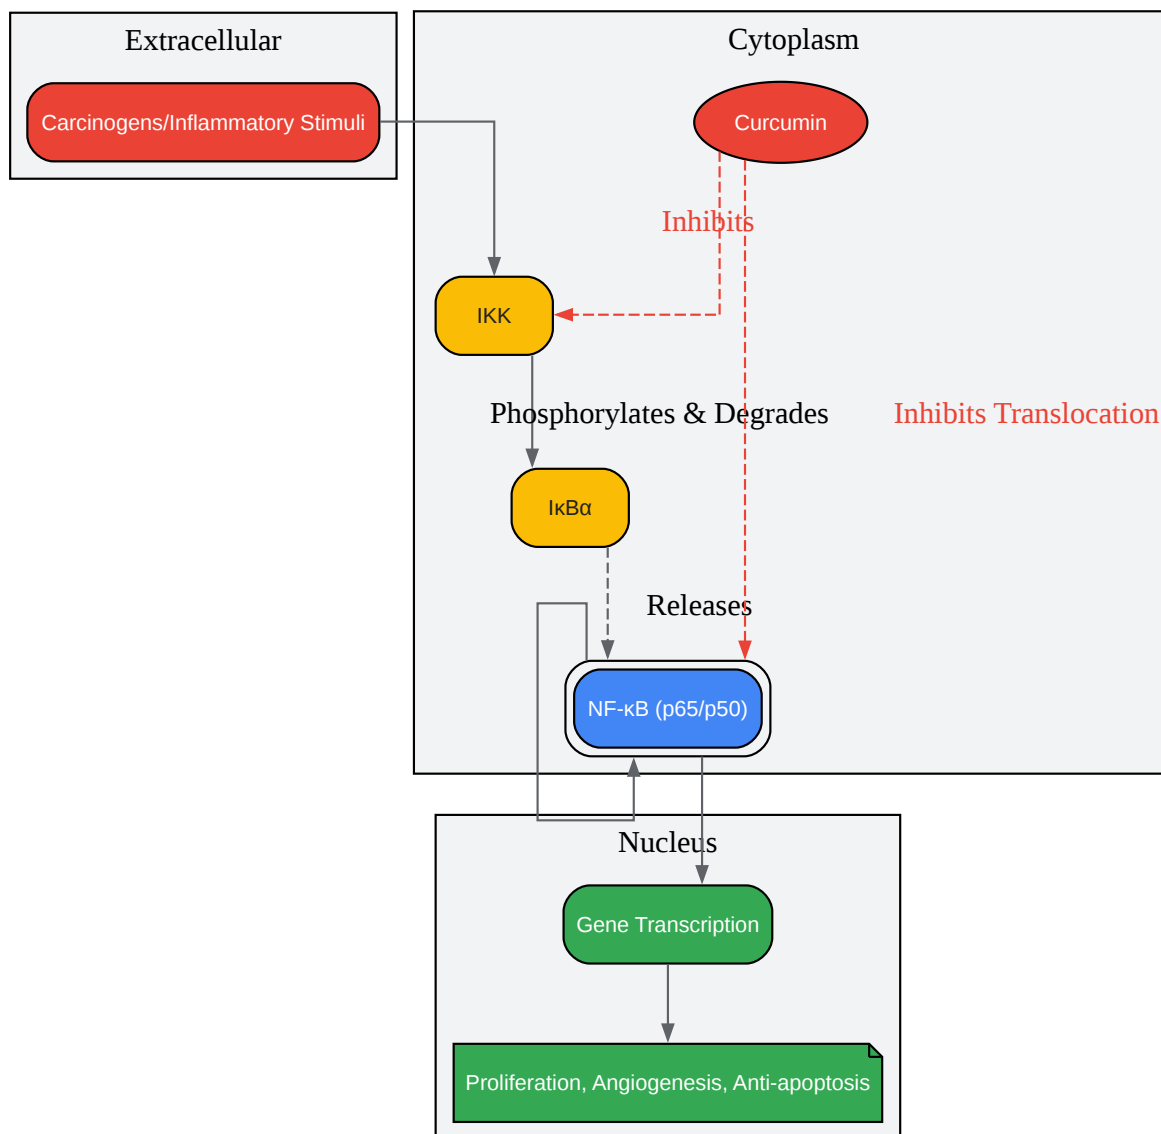 Extracellular
Cytoplasm
Carcinogens/Inflammatory Stimuli
Curcumin
Inhibits
IKK
Phosphorylates & Degrades
Inhibits Translocation
IκBα
Releases
NF-κB (p65/p50)
Nucleus
Gene Transcription
Proliferation, Angiogenesis, Anti-apoptosis